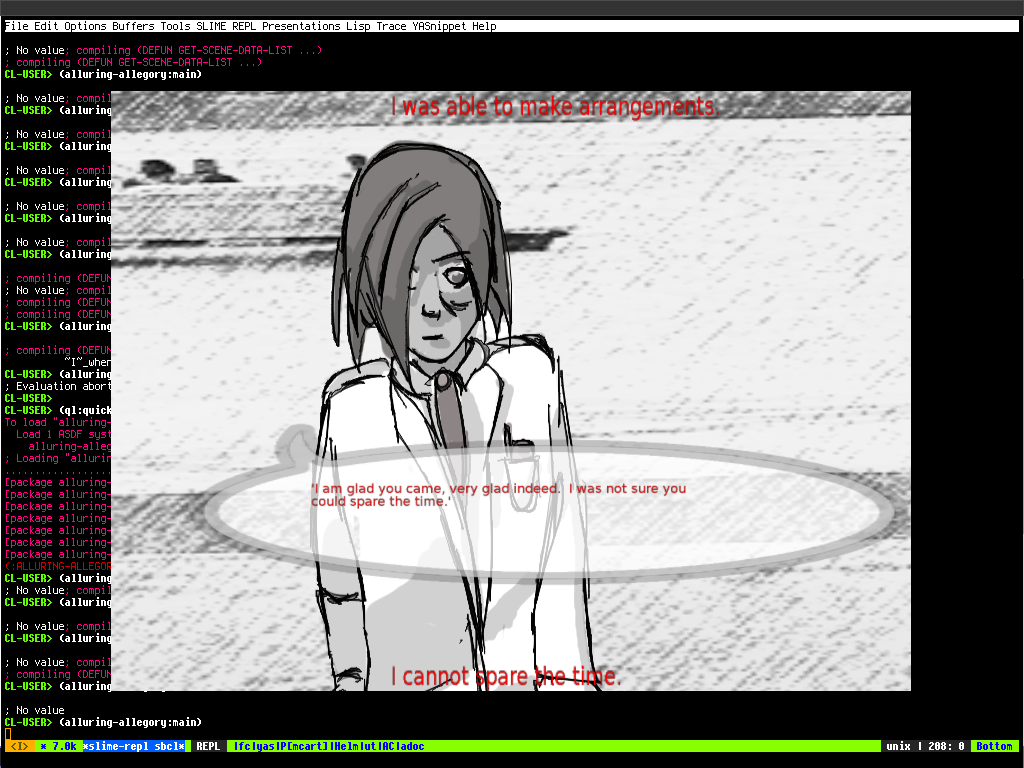 File Edit Options Buffers Tools SLIME REPL Presentations Lisp Trace YASnippet Help
; No value; compiling (DEFUN GET-SCENE-DATA-LIST ...)
; compiling (DEFUN GET-SCENE-DATA-LIST ...)
CL-USER> (alluring-allegory:main)
; No value; compil
CL-USER> (alluring
; No value; compil
CL-USER> (alluring
; No value; compil
CL-USER> (alluring
; No value; compil
CL-USER> (alluring
; No value; compil
CL-USER> (alluring
; compiling (DEFUN
; No value; compil
; compiling (DEFUN
; compiling (DEFUN
CL-USER> (alluring
; compiling (DEFUN
~I~_when
CL-USER> (alluring
; Evaluation abort
CL-USER>
CL-USER> (ql:quick
To load "alluring-
Load 1 ASDF syst
alluring-alleg
; Loading "allurin
..................
[package alluring-
[package alluring-
[package alluring-
[package alluring-
[package alluring-
[package alluring-
[package alluring-
(:ALLURING-ALLEGOR
CL-USER> (alluring
; No value; compil
CL-USER> (alluring
; No value; compil
CL-USER> (alluring
; No value; compil
; compiling (DEFUN
CL-USER> (alluring
; No value
CL-USER> (alluring-allegory:main)
I was able to make arrangements.
'I am glad you came, very glad indeed.  I was not sure you
could spare the time.'
I cannot spare the time.
<I> * 7.0k *slime-repl sbcl* REPL |fc|yas|P[mcart]|Helm|ut|AC|adoc unix | 208: 0 Bottom